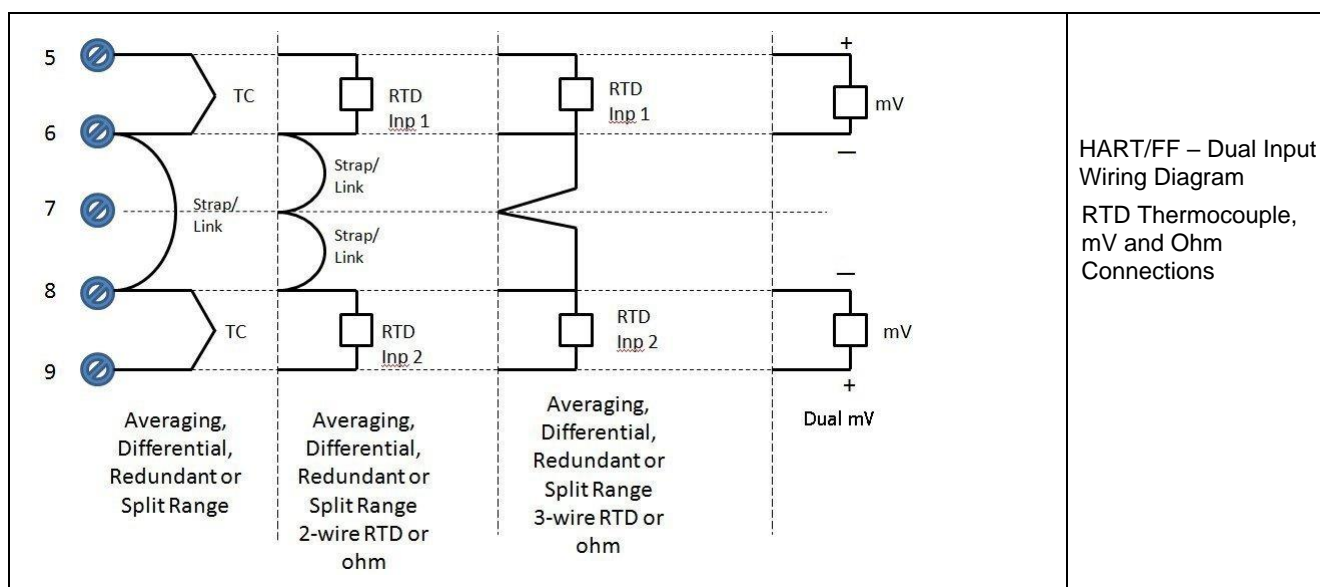 5
TC
RTD
Inp 1
RTD
Inp 1
+
mV
—
6
Strap/
Link
Strap/
Link
7
Strap/
Link
8
TC
RTD
Inp 2
RTD
Inp 2
—
mV
+
9
Averaging,
Differential,
Redundant or
Split Range
Averaging,
Differential,
Redundant or
Split Range
2-wire RTD or
ohm
Averaging,
Differential,
Redundant or
Split Range
3-wire RTD or
ohm
Dual mV
HART/FF – Dual Input
Wiring Diagram
RTD Thermocouple,
mV and Ohm
Connections